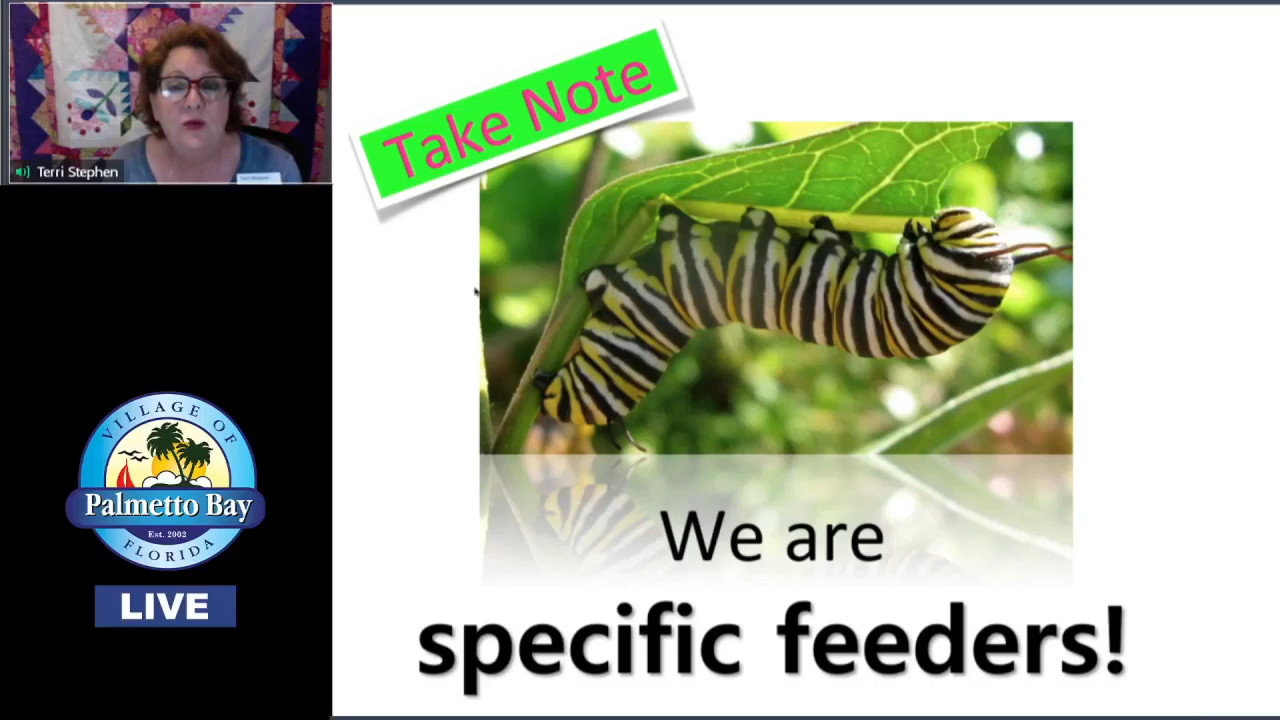 Terri Stephen
Take Note
VILLAGE OF
Palmetto Bay
Est. 2002
FLORIDA
LIVE
We are
specific feeders!